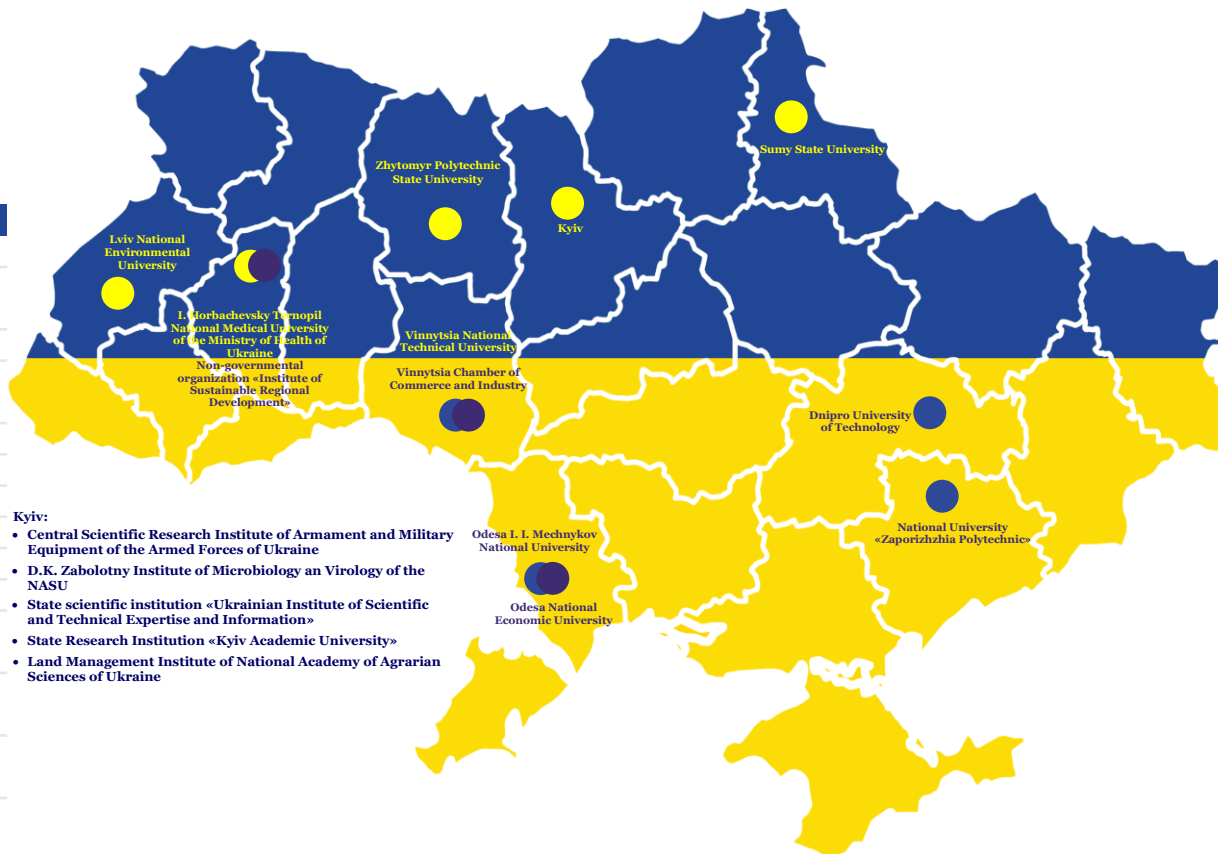 Sumy State University
Zhytomyr Polytechnic
State University
Kyiv
Lviv National
Environmental
University
I. Horbachevsky Ternopil
National Medical University
of the Ministry of Health of
Ukraine
Non-governmental
organization «Institute of
Sustainable Regional
Development»
Vinnytsia National
Technical University
Vinnytsia Chamber of
Commerce and Industry
Dnipro University
of Technology
National University
«Zaporizhzhia Polytechnic»
Odesa I. I. Mechnykov
National University
Odesa National
Economic University
Kyiv:
• Central Scientific Research Institute of Armament and Military
Equipment of the Armed Forces of Ukraine
• D.K. Zabolotny Institute of Microbiology an Virology of the
NASU
• State scientific institution «Ukrainian Institute of Scientific
and Technical Expertise and Information»
• State Research Institution «Kyiv Academic University»
• Land Management Institute of National Academy of Agrarian
Sciences of Ukraine